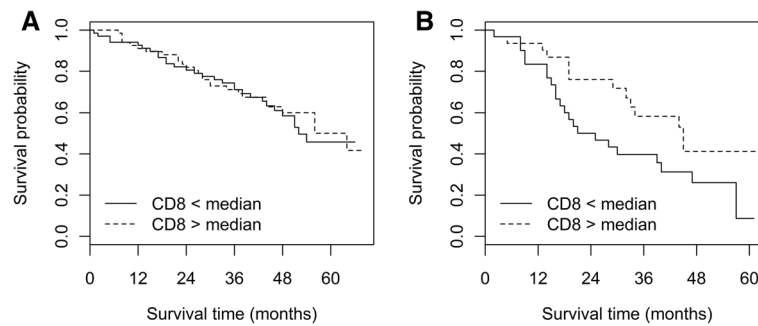 A
Survival probability
1.0
0.8
0.6
0.4
0.2
0.0
CD8 < median
CD8 > median
0 12 24 36 48 60
Survival time (months)
B
Survival probability
1.0
0.8
0.6
0.4
0.2
0.0
CD8 < median
CD8 > median
0 12 24 36 48 60
Survival time (months)